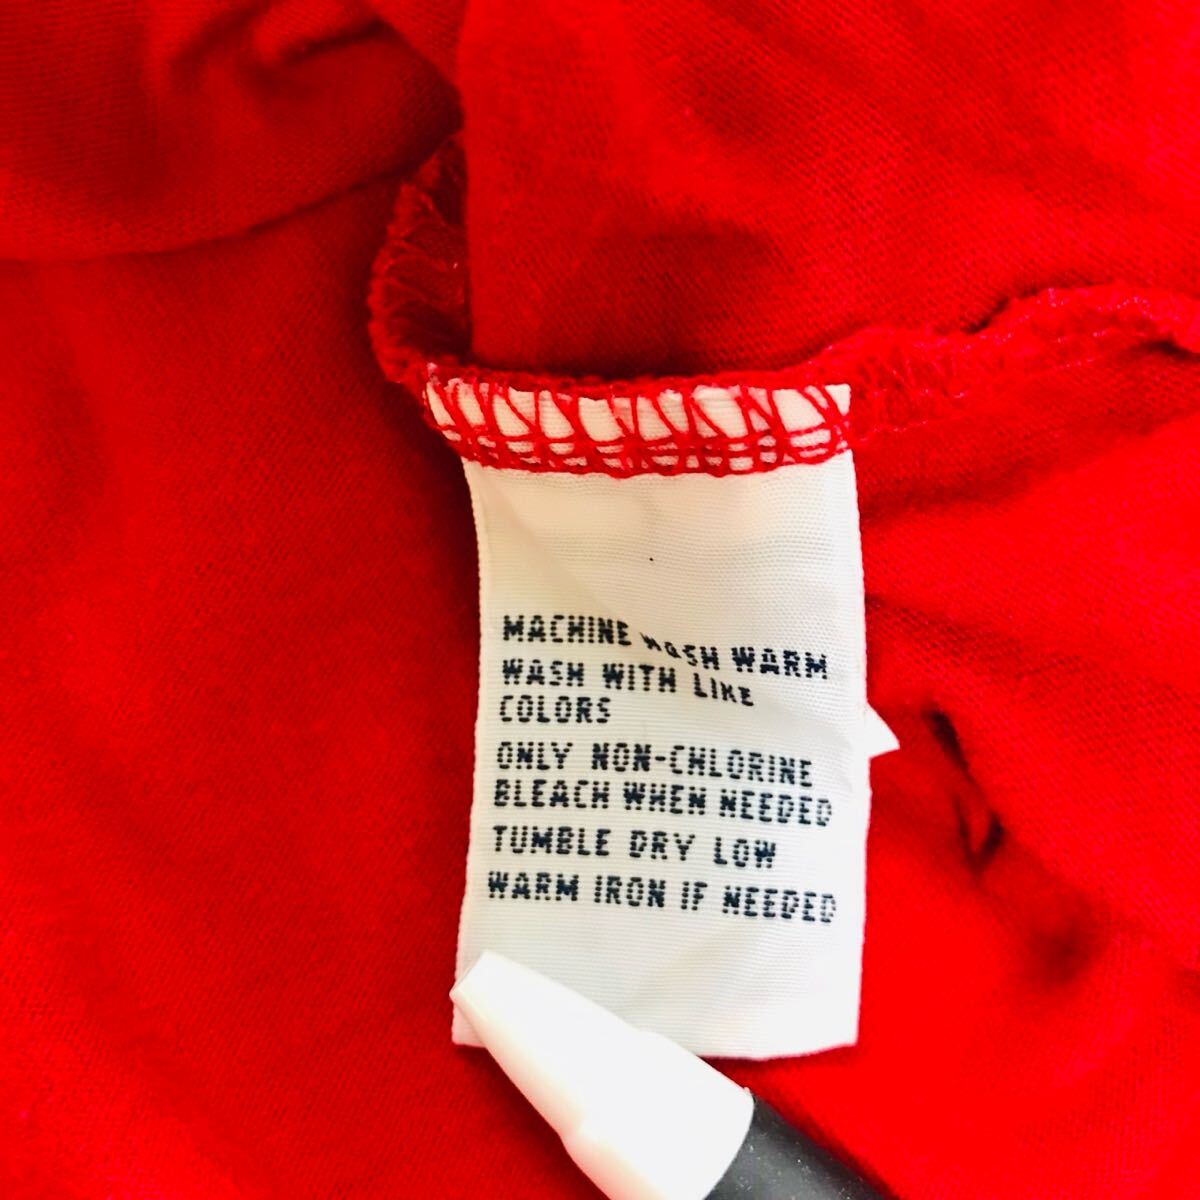 MACHINE WASH WARM
WASH WITH LIKE
COLORS
ONLY NON-CHLORINE
BLEACH WHEN NEEDED
TUMBLE DRY LOW
WARM IRON IF NEEDED